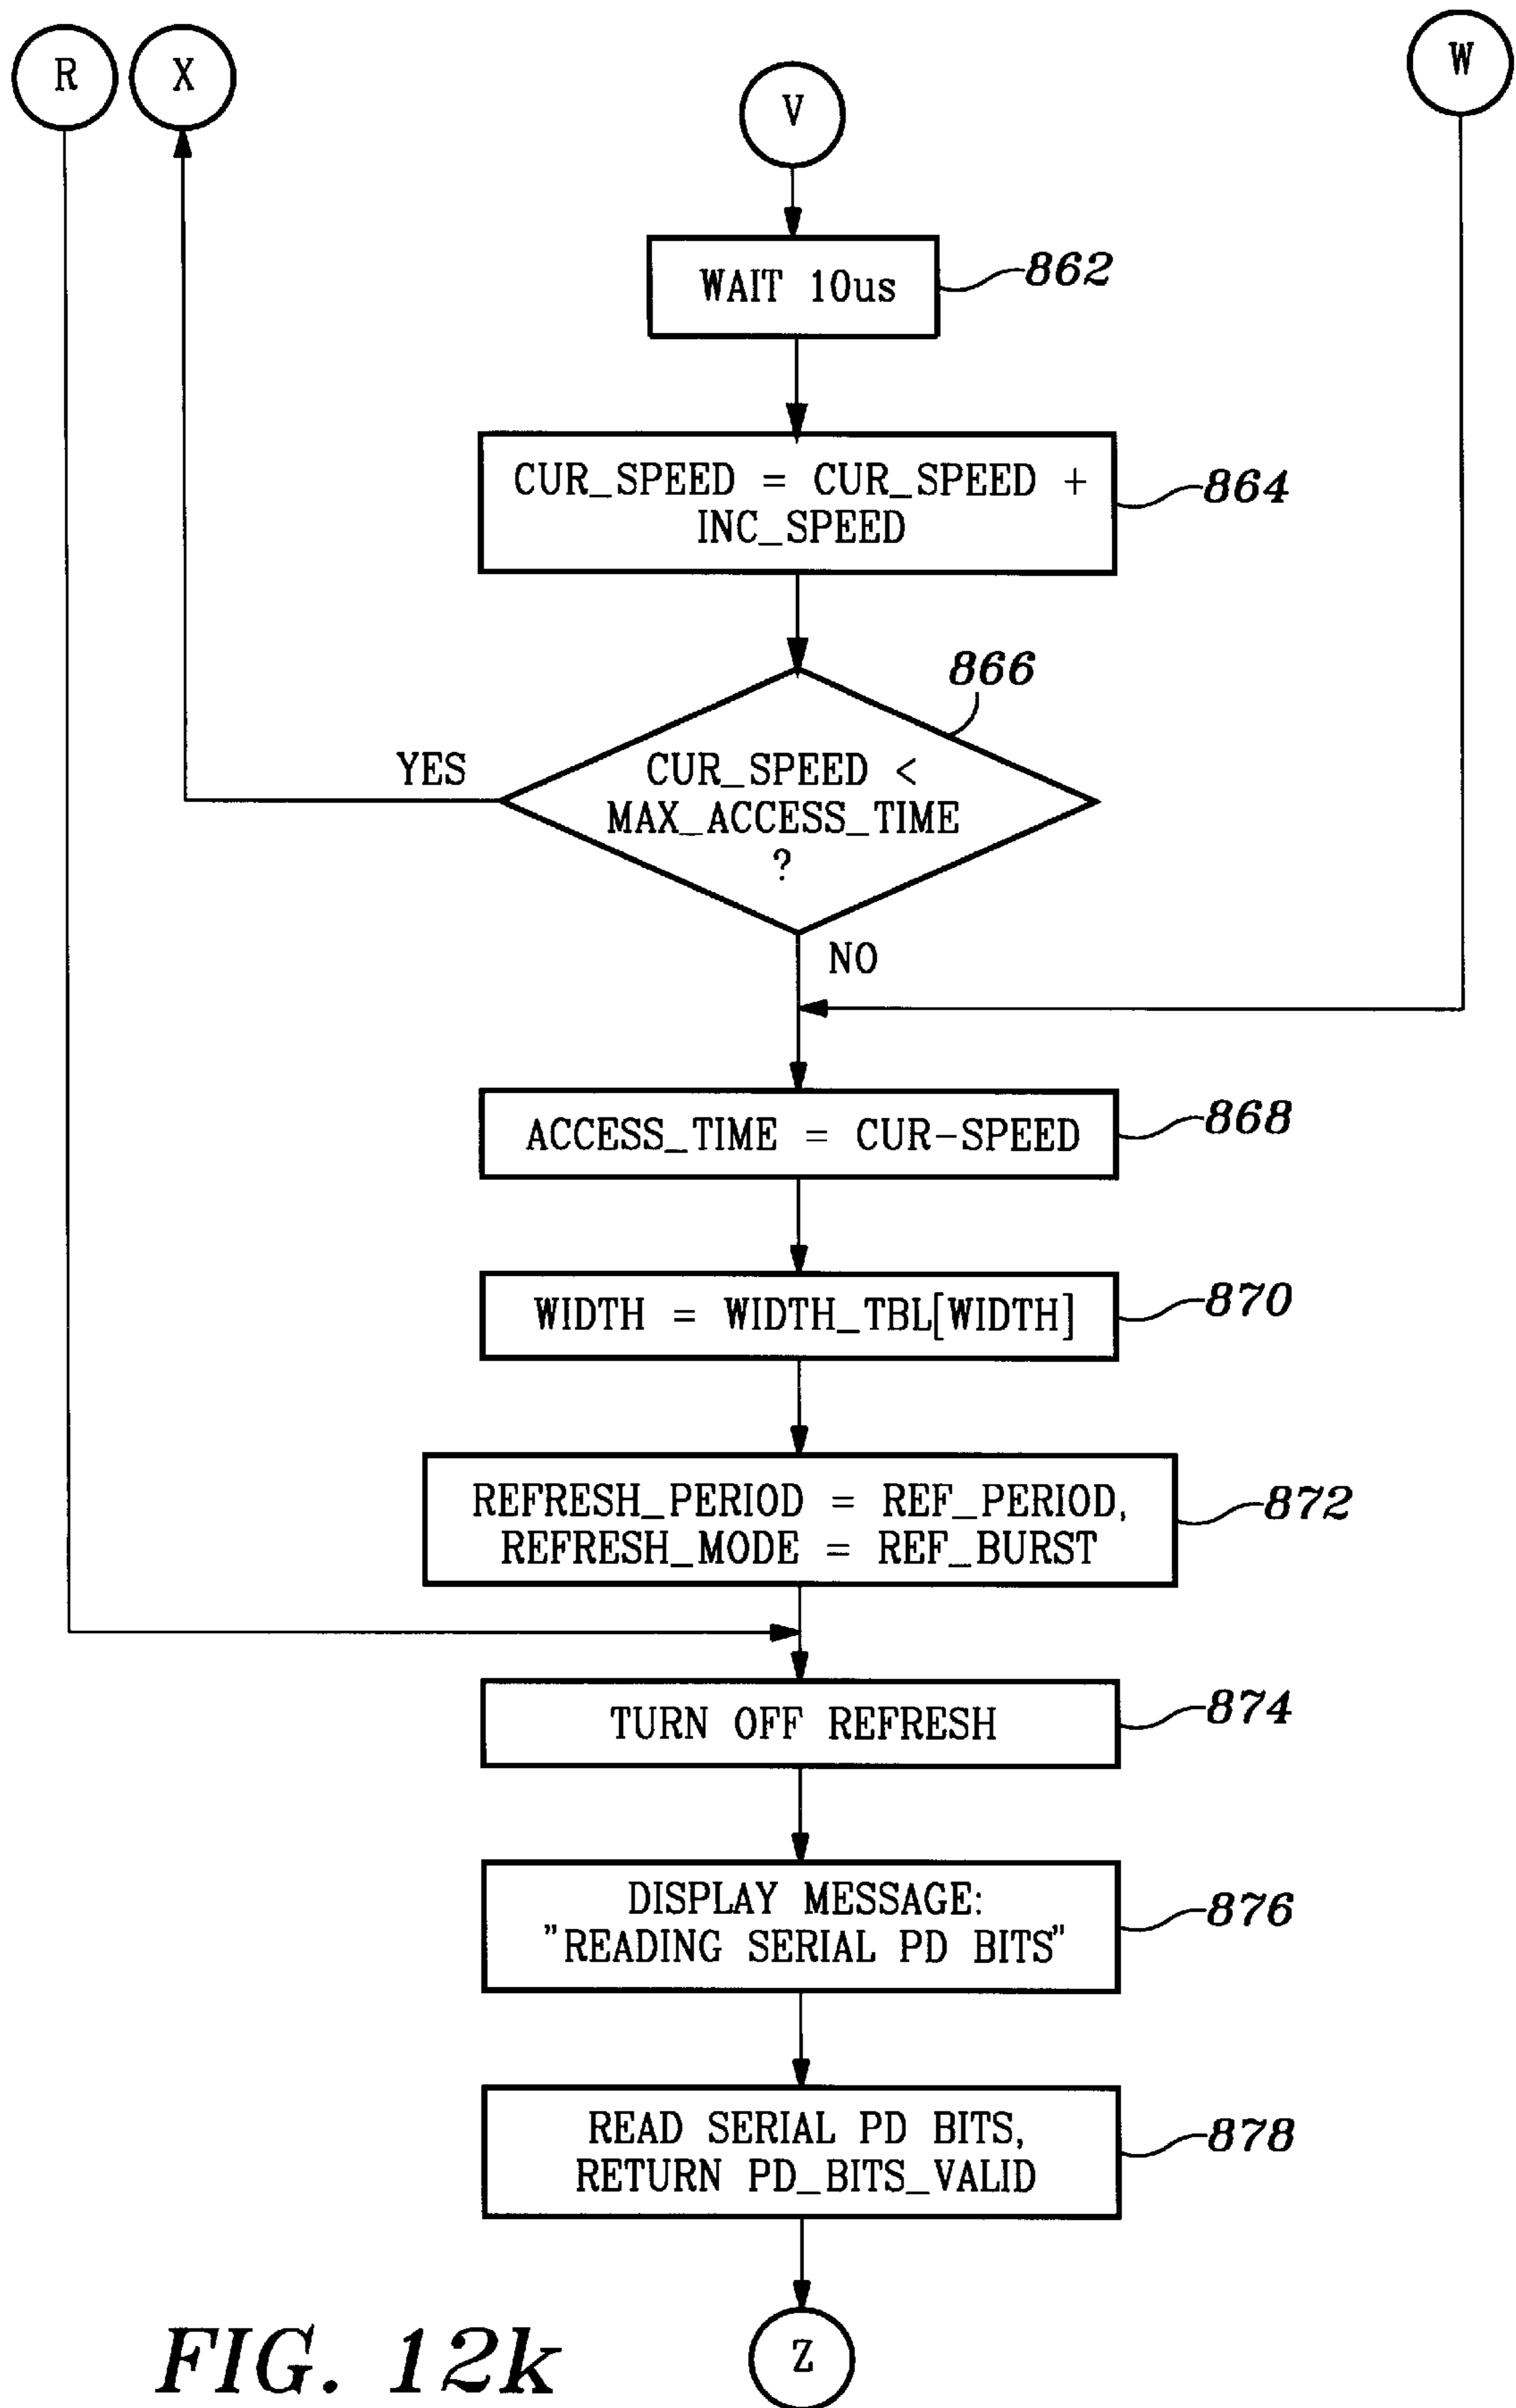 R
X
V
W
WAIT 10us
862
CUR_SPEED = CUR_SPEED +
INC_SPEED
864
866
YES
CUR_SPEED <
MAX_ACCESS_TIME
?
NO
ACCESS_TIME = CUR-SPEED
868
WIDTH = WIDTH_TBL[WIDTH]
870
REFRESH_PERIOD = REF_PERIOD,
REFRESH_MODE = REF_BURST
872
TURN OFF REFRESH
874
DISPLAY MESSAGE:
"READING SERIAL PD BITS"
876
READ SERIAL PD BITS,
RETURN PD_BITS_VALID
878
Z
FIG. 12k